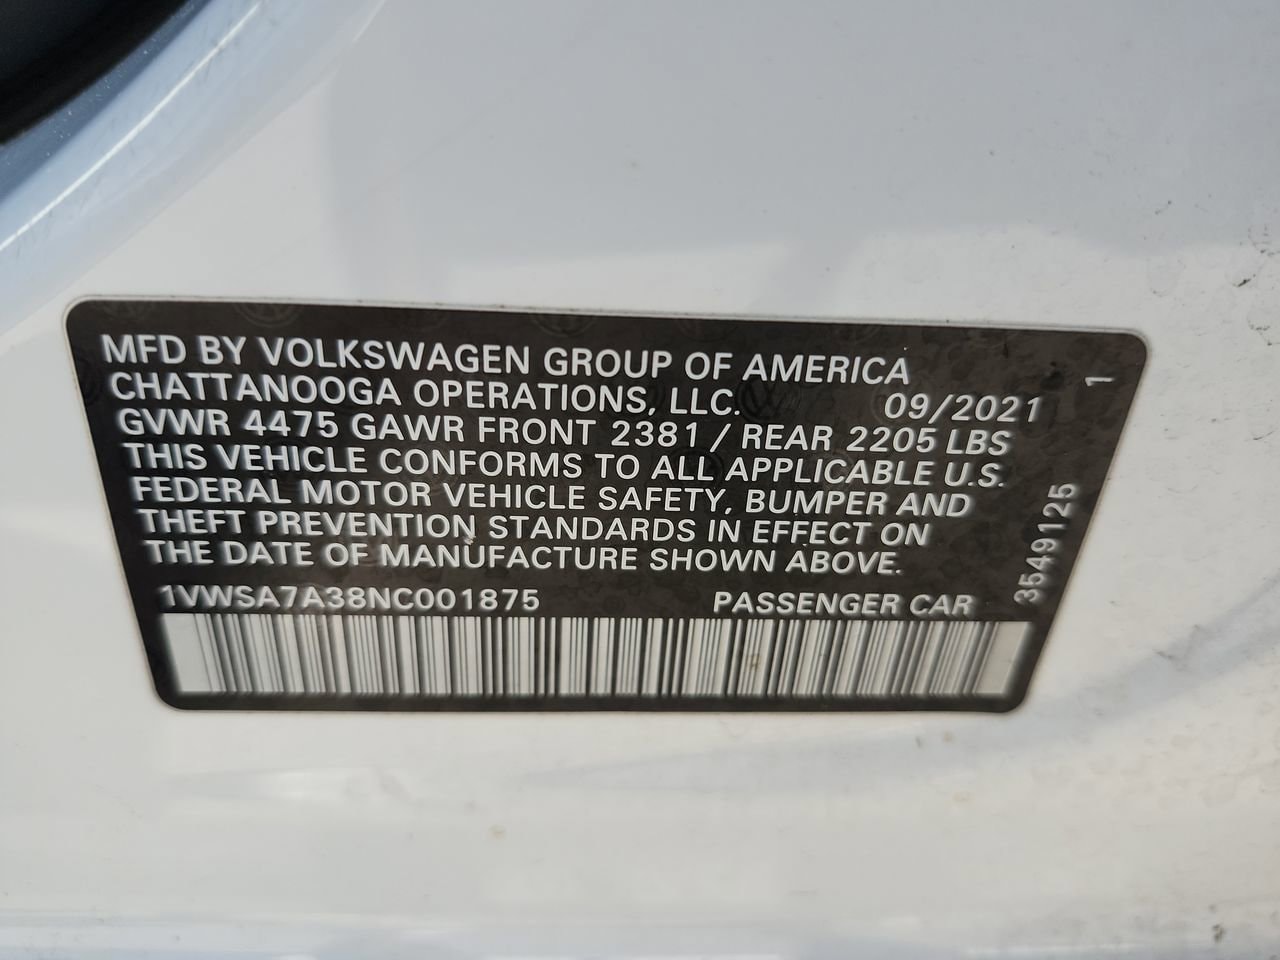 MFD BY VOLKSWAGEN GROUP OF AMERICA
CHATTANOOGA OPERATIONS, LLC. 09/2021 1
GVWR 4475 GAWR FRONT 2381 / REAR 2205 LBS
THIS VEHICLE CONFORMS TO ALL APPLICABLE U.S.
FEDERAL MOTOR VEHICLE SAFETY, BUMPER AND
THEFT PREVENTION STANDARDS IN EFFECT ON
THE DATE OF MANUFACTURE SHOWN ABOVE.
1VWSA7A38NC001875 PASSENGER CAR
3549125